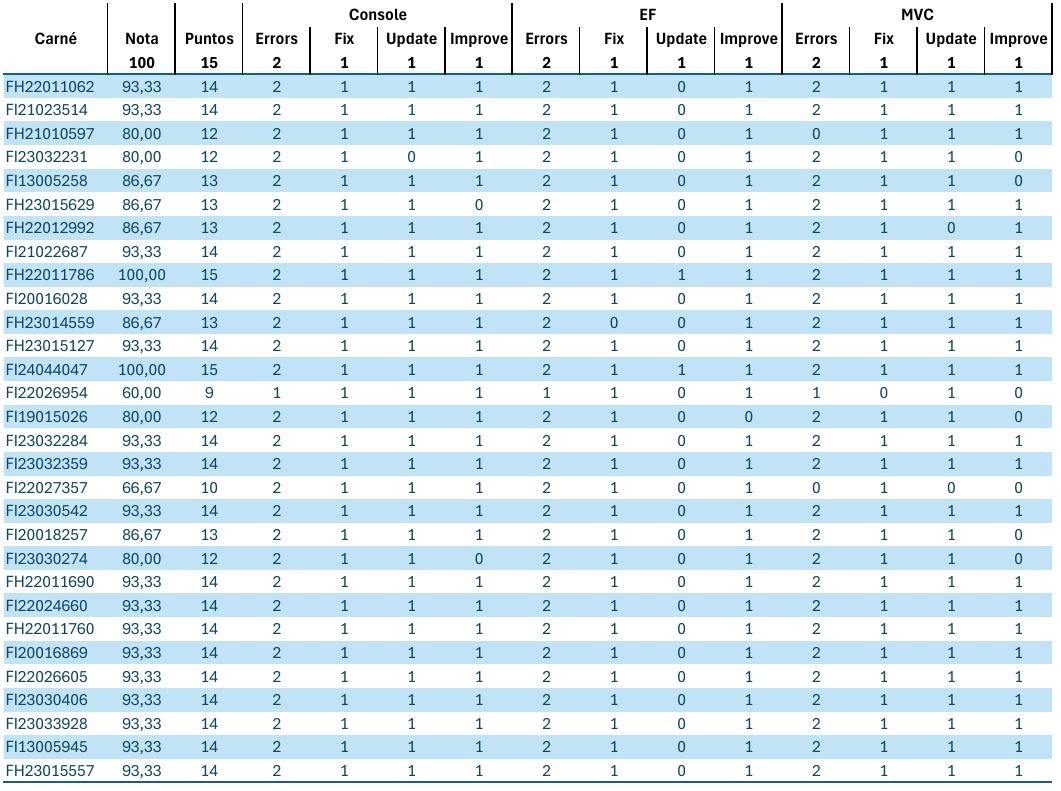 Console EF MVC
Carné Nota Puntos Errors Fix Update Improve Errors Fix Update Improve Errors Fix Update Improve
100 15 2 1 1 1 2 1 1 1 2 1 1 1
FH22011062 93,33 14 2 1 1 1 2 1 0 1 2 1 1 1
FI21023514 93,33 14 2 1 1 1 2 1 0 1 2 1 1 1
FH21010597 80,00 12 2 1 1 1 2 1 0 1 0 1 1 1
FI23032231 80,00 12 2 1 0 1 2 1 0 1 2 1 1 0
FI13005258 86,67 13 2 1 1 1 2 1 0 1 2 1 1 0
FH23015629 86,67 13 2 1 1 0 2 1 0 1 2 1 1 1
FH22012992 86,67 13 2 1 1 1 2 1 0 1 2 1 0 1
FI21022687 93,33 14 2 1 1 1 2 1 0 1 2 1 1 1
FH22011786 100,00 15 2 1 1 1 2 1 1 1 2 1 1 1
FI20016028 93,33 14 2 1 1 1 2 1 0 1 2 1 1 1
FH23014559 86,67 13 2 1 1 1 2 0 0 1 2 1 1 1
FH23015127 93,33 14 2 1 1 1 2 1 0 1 2 1 1 1
FI24044047 100,00 15 2 1 1 1 2 1 1 1 2 1 1 1
FI22026954 60,00 9 1 1 1 1 1 1 0 1 1 0 1 0
FI19015026 80,00 12 2 1 1 1 2 1 0 0 2 1 1 0
FI23032284 93,33 14 2 1 1 1 2 1 0 1 2 1 1 1
FI23032359 93,33 14 2 1 1 1 2 1 0 1 2 1 1 1
FI22027357 66,67 10 2 1 1 1 2 1 0 1 0 1 0 0
FI23030542 93,33 14 2 1 1 1 2 1 0 1 2 1 1 1
FI20018257 86,67 13 2 1 1 1 2 1 0 1 2 1 1 0
FI23030274 80,00 12 2 1 1 0 2 1 0 1 2 1 1 0
FH22011690 93,33 14 2 1 1 1 2 1 0 1 2 1 1 1
FI22024660 93,33 14 2 1 1 1 2 1 0 1 2 1 1 1
FH22011760 93,33 14 2 1 1 1 2 1 0 1 2 1 1 1
FI20016869 93,33 14 2 1 1 1 2 1 0 1 2 1 1 1
FI22026605 93,33 14 2 1 1 1 2 1 0 1 2 1 1 1
FI23030406 93,33 14 2 1 1 1 2 1 0 1 2 1 1 1
FI23033928 93,33 14 2 1 1 1 2 1 0 1 2 1 1 1
FI13005945 93,33 14 2 1 1 1 2 1 0 1 2 1 1 1
FH23015557 93,33 14 2 1 1 1 2 1 0 1 2 1 1 1